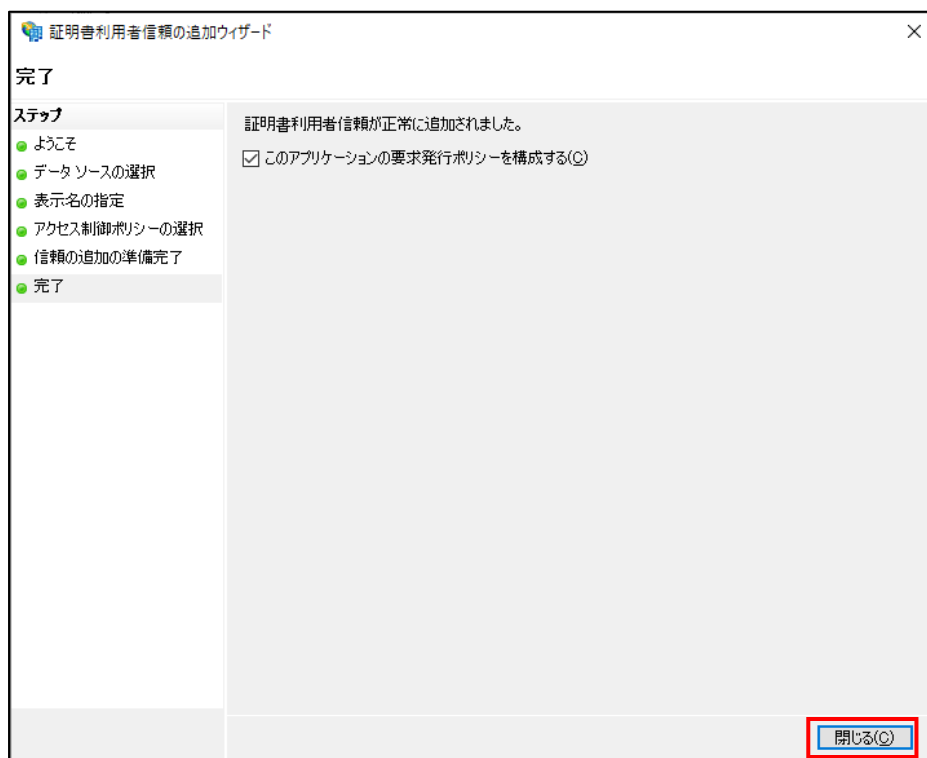 証明書利用者信頼の追加ウィザード
完了
ステップ
ようこそ
データ ソースの選択
表示名の指定
アクセス制御ポリシーの選択
信頼の追加の準備完了
完了
証明書利用者信頼が正常に追加されました。
このアプリケーションの要求発行ポリシーを構成する(C)
閉じる(C)